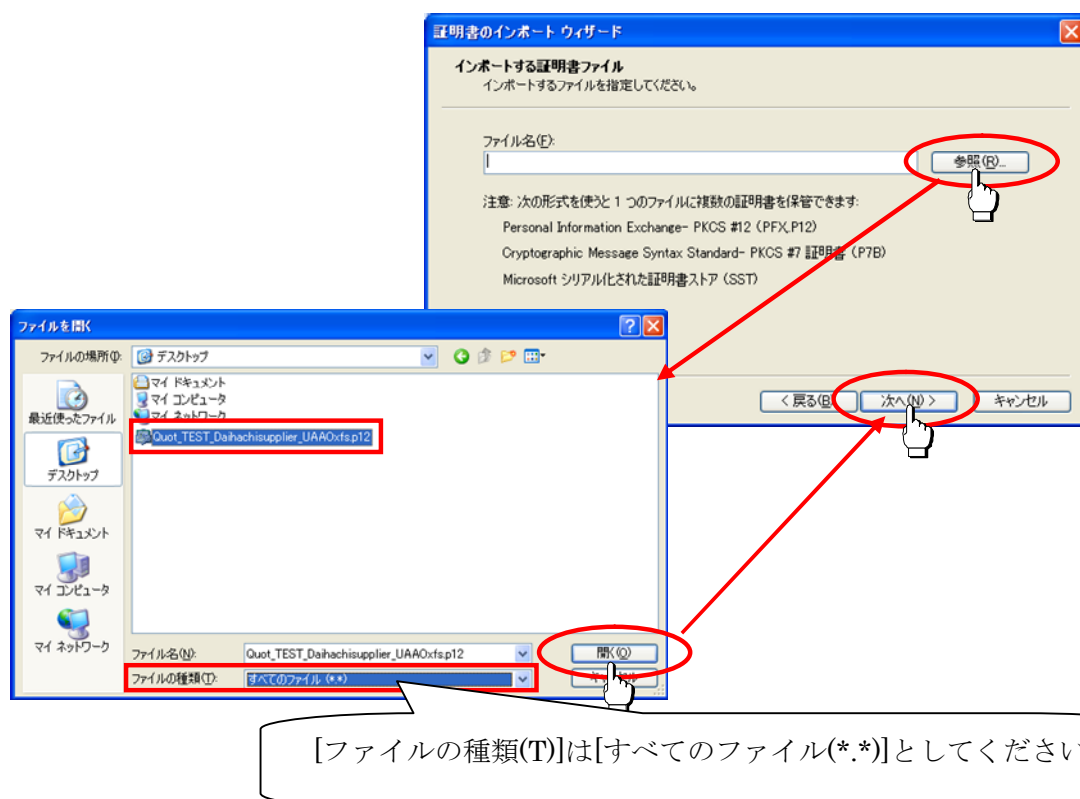 証明書のインポート ウィザード
インポートする証明書ファイル
インポートするファイルを指定してください。
ファイル名(F):
参照(R)...
注意: 次の形式を使うと 1 つのファイルに複数の証明書を保管できます:
Personal Information Exchange- PKCS #12 (PFX,P12)
Cryptographic Message Syntax Standard- PKCS #7 証明書 (P7B)
Microsoft シリアル化された証明書ストア (SST)
< 戻る(B)
次へ(N) >
キャンセル
ファイルを開く
ファイルの場所(I):
デスクトップ
最近使ったファイル
デスクトップ
マイ ドキュメント
マイ コンピュータ
マイ ネットワーク
マイ ドキュメント
マイ コンピュータ
マイ ネットワーク
Quot_TEST_Daihachisupplier_UAAOxfs.p12
ファイル名(N):
Quot_TEST_Daihachisupplier_UAAOxfs.p12
開く(O)
ファイルの種類(T):
すべてのファイル (*.*)
[ファイルの種類(T)]は[すべてのファイル(*.*)]としてください